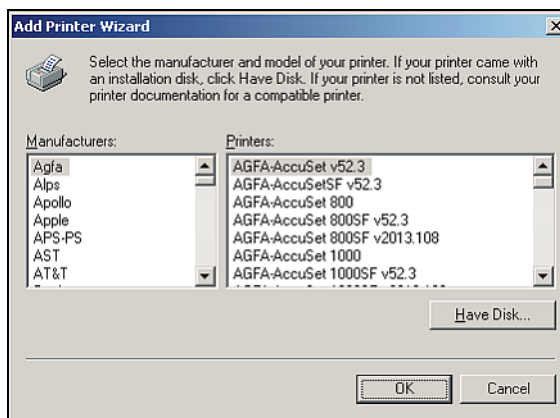 Add Printer Wizard
Select the manufacturer and model of your printer. If your printer came with
an installation disk, click Have Disk. If your printer is not listed, consult your
printer documentation for a compatible printer.
Manufacturers:
Agfa
Alps
Apollo
Apple
APS-PS
AST
AT&T
Printers:
AGFA-AccuSet v52.3
AGFA-AccuSetSF v52.3
AGFA-AccuSet 800
AGFA-AccuSet 800SF v52.3
AGFA-AccuSet 800SF v2013.108
AGFA-AccuSet 1000
AGFA-AccuSet 1000SF v52.3
Have Disk...
OK
Cancel